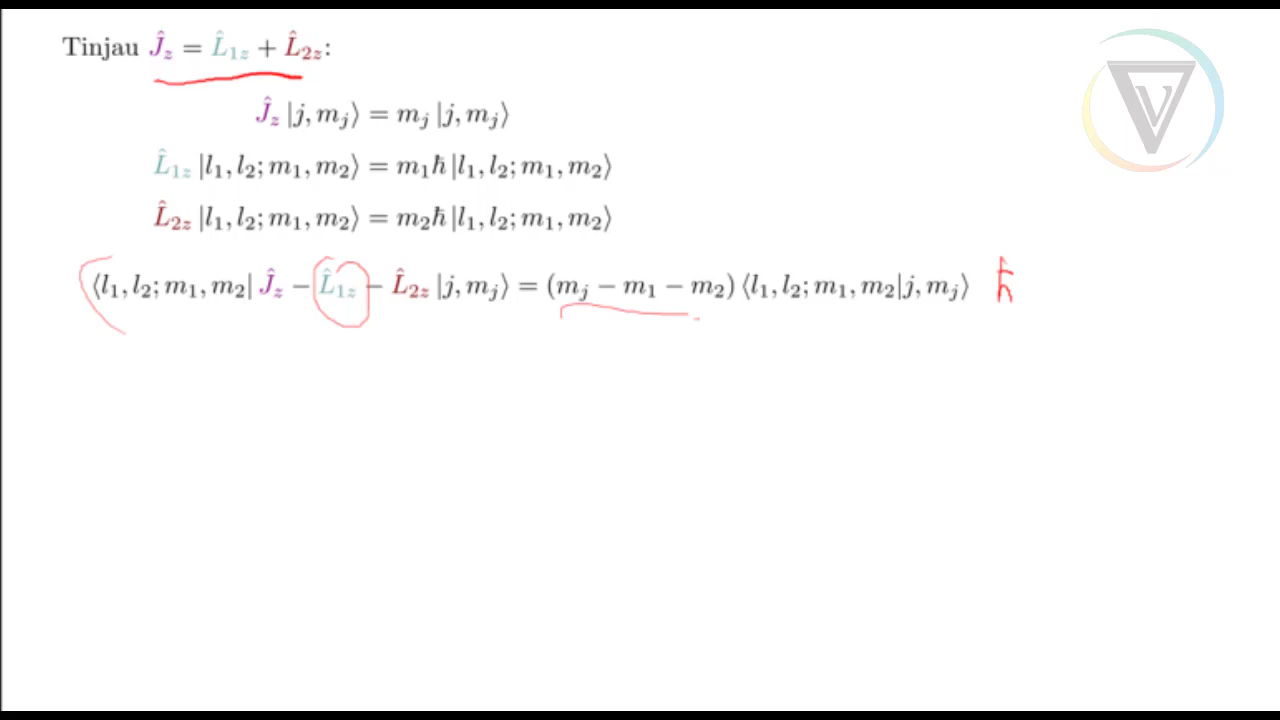 Tinjau Ĵz = L̂1z + L̂2z:
Ĵz |j, mj⟩ = mj |j, mj⟩
L̂1z |l1, l2; m1, m2⟩ = m1ℏ |l1, l2; m1, m2⟩
L̂2z |l1, l2; m1, m2⟩ = m2ℏ |l1, l2; m1, m2⟩
⟨l1, l2; m1, m2| Ĵz − L̂1z − L̂2z |j, mj⟩ = (mj − m1 − m2) ⟨l1, l2; m1, m2|j, mj⟩ ℏ